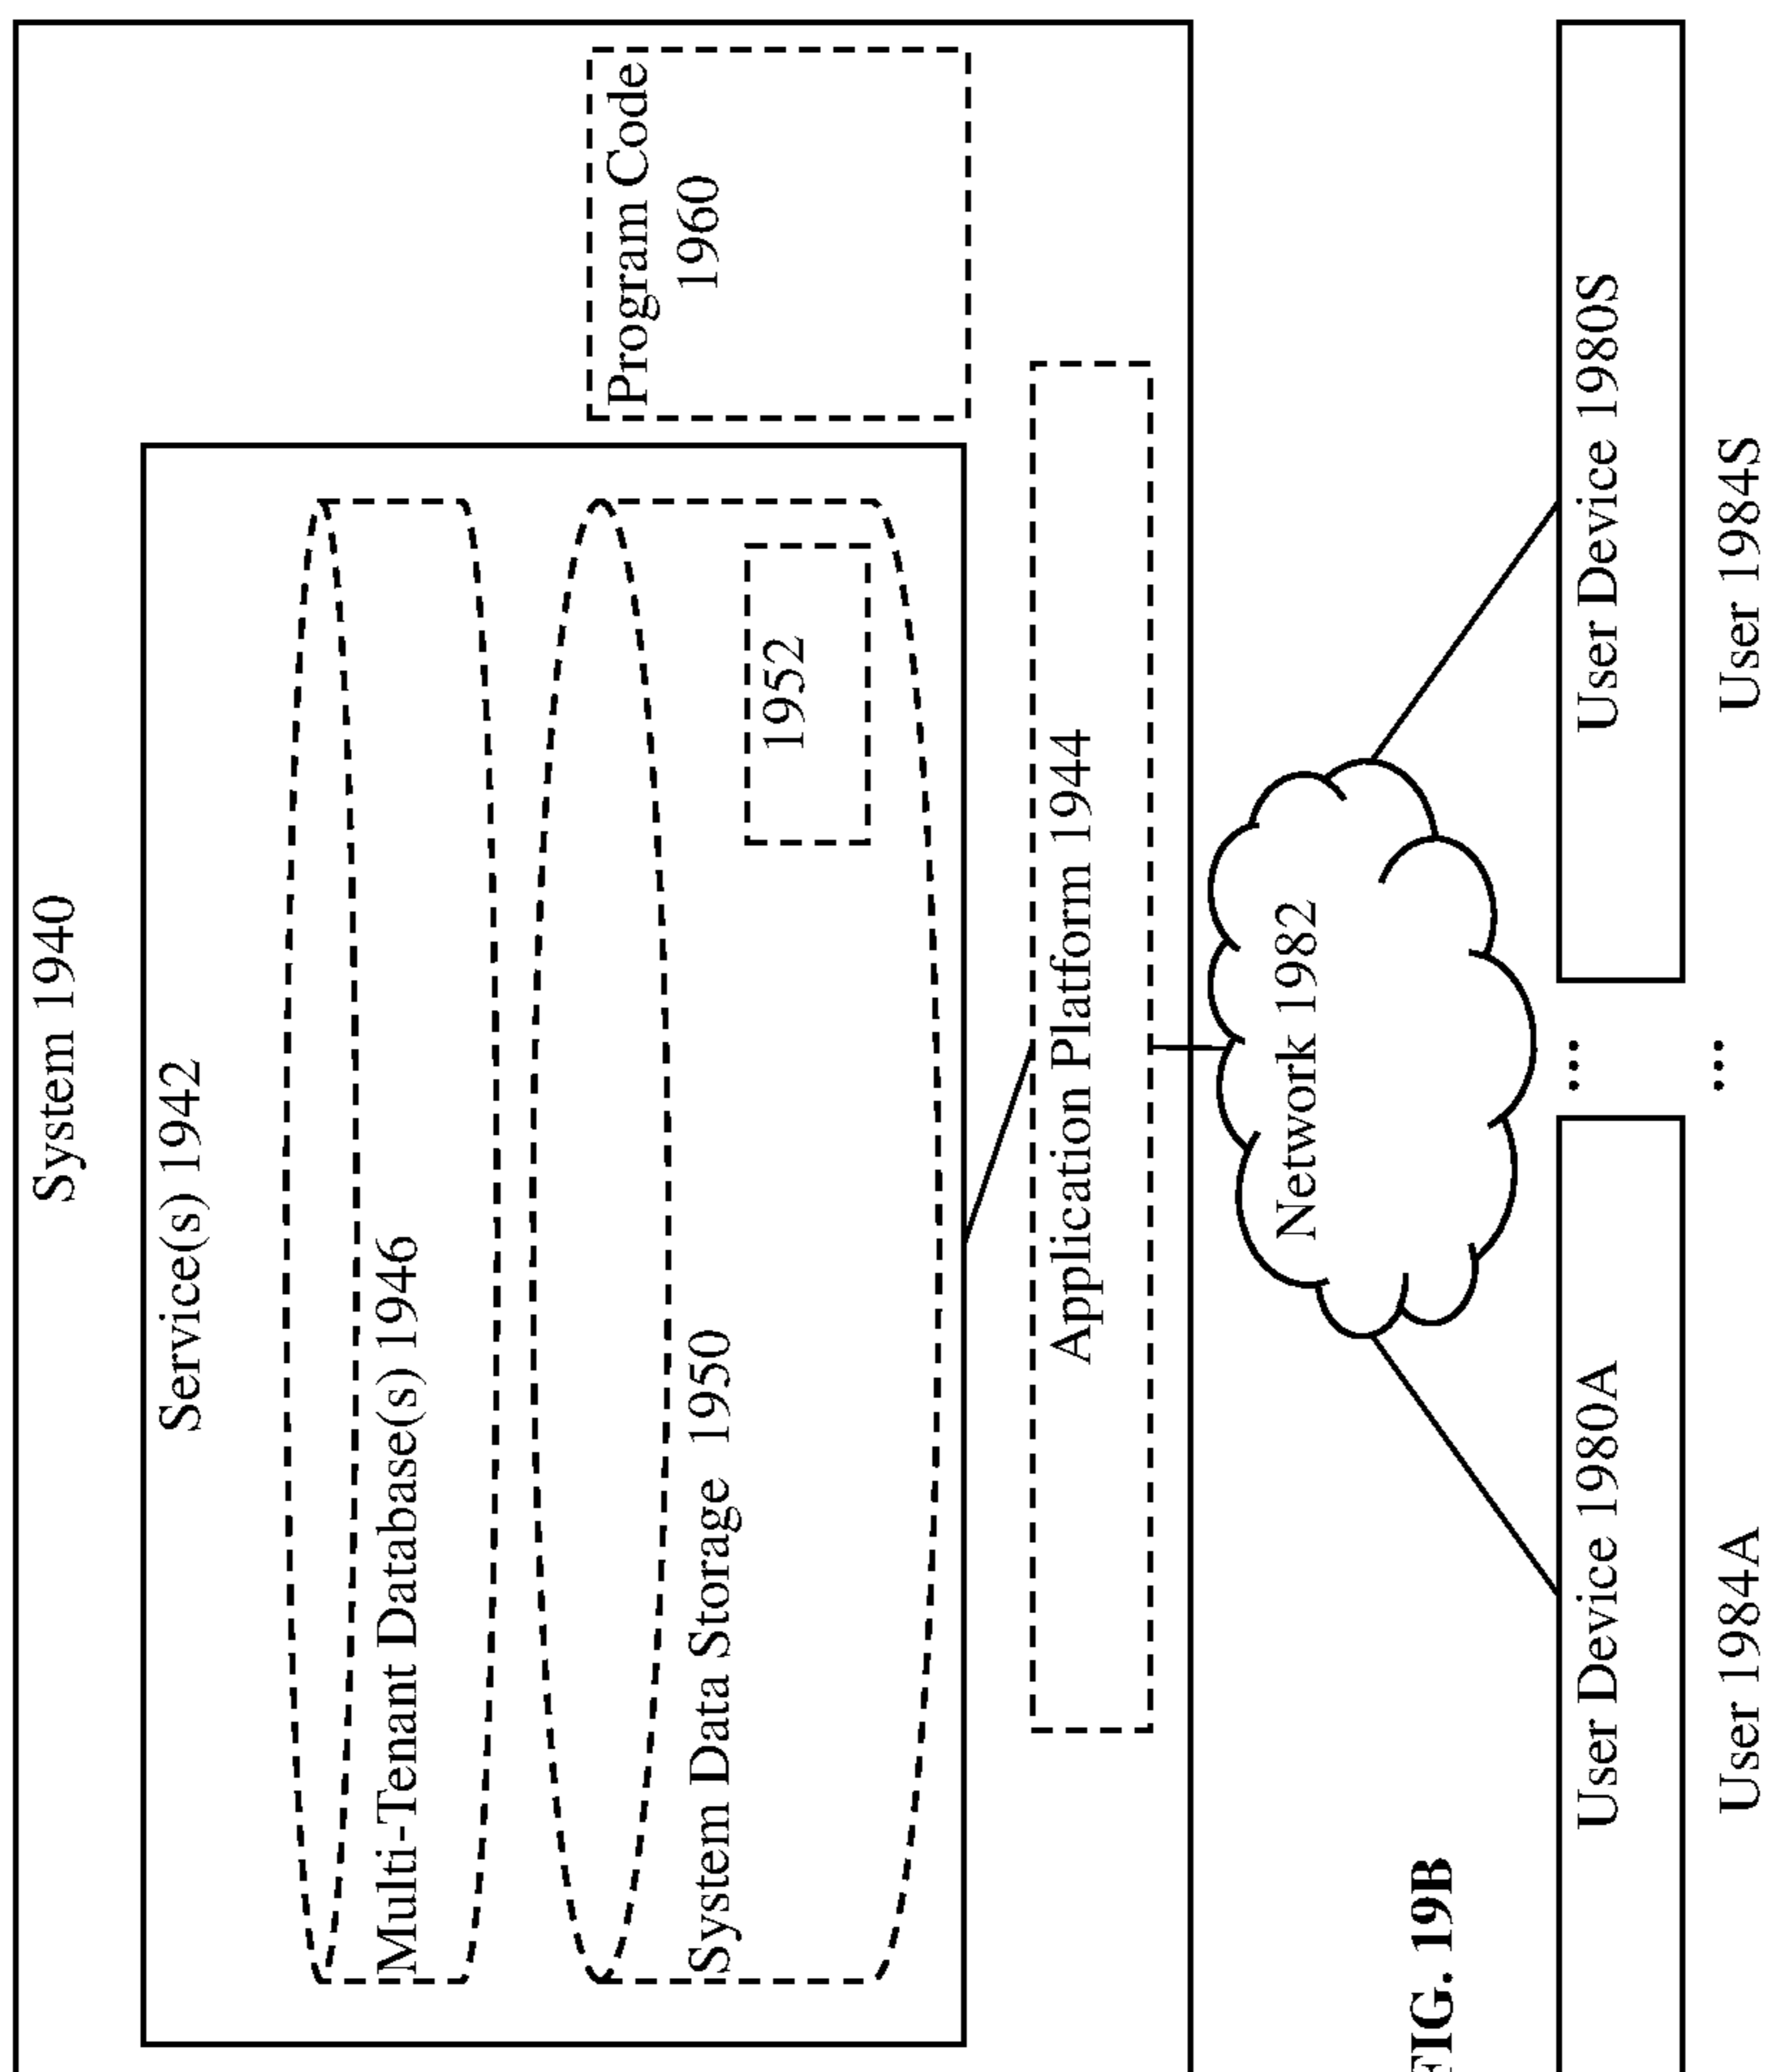 System 1940
Service(s) 1942
Multi-Tenant Database(s) 1946
System Data Storage 1950
1952
Program Code
1960
Application Platform 1944
Network 1982
FIG. 19B
User Device 1980A
...
User Device 1980S
User 1984A
...
User 1984S